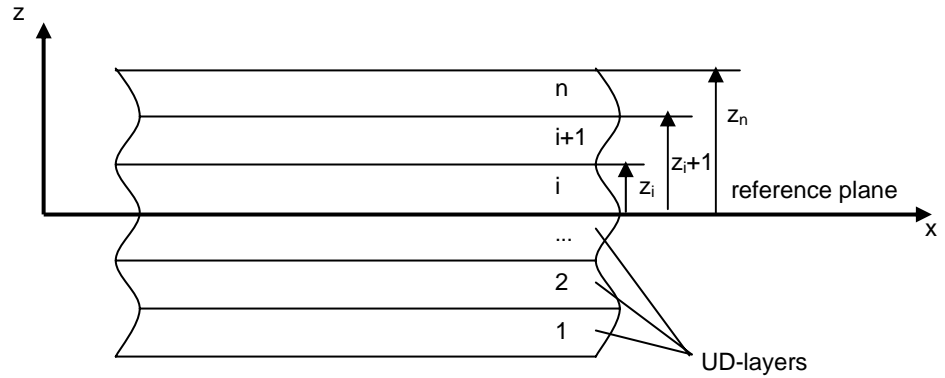 z
n
i+1
i
...
2
1
zₙ
zᵢ+1
zᵢ
reference plane
x
UD-layers